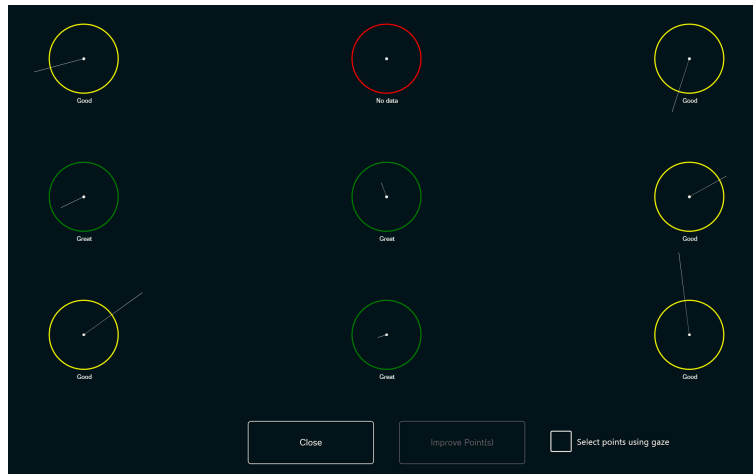 Good
No data
Good
Great
Great
Good
Good
Great
Good
Close
Improve Point(s)
Select points using gaze